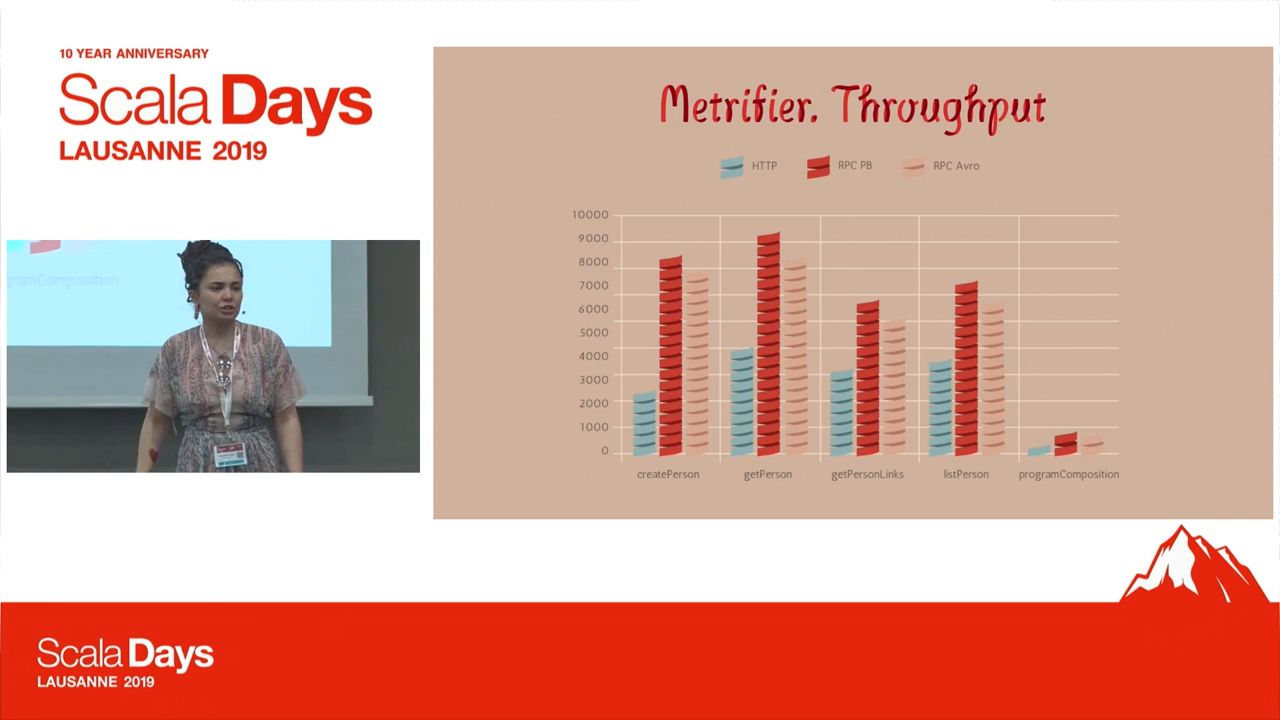 10 YEAR ANNIVERSARY
Scala Days
LAUSANNE 2019
Metrifier. Throughput
HTTP
RPC PB
RPC Avro
10000
9000
8000
7000
6000
5000
4000
3000
2000
1000
0
createPerson
getPerson
getPersonLinks
listPerson
programComposition
gramComposition
Scala Days
LAUSANNE 2019